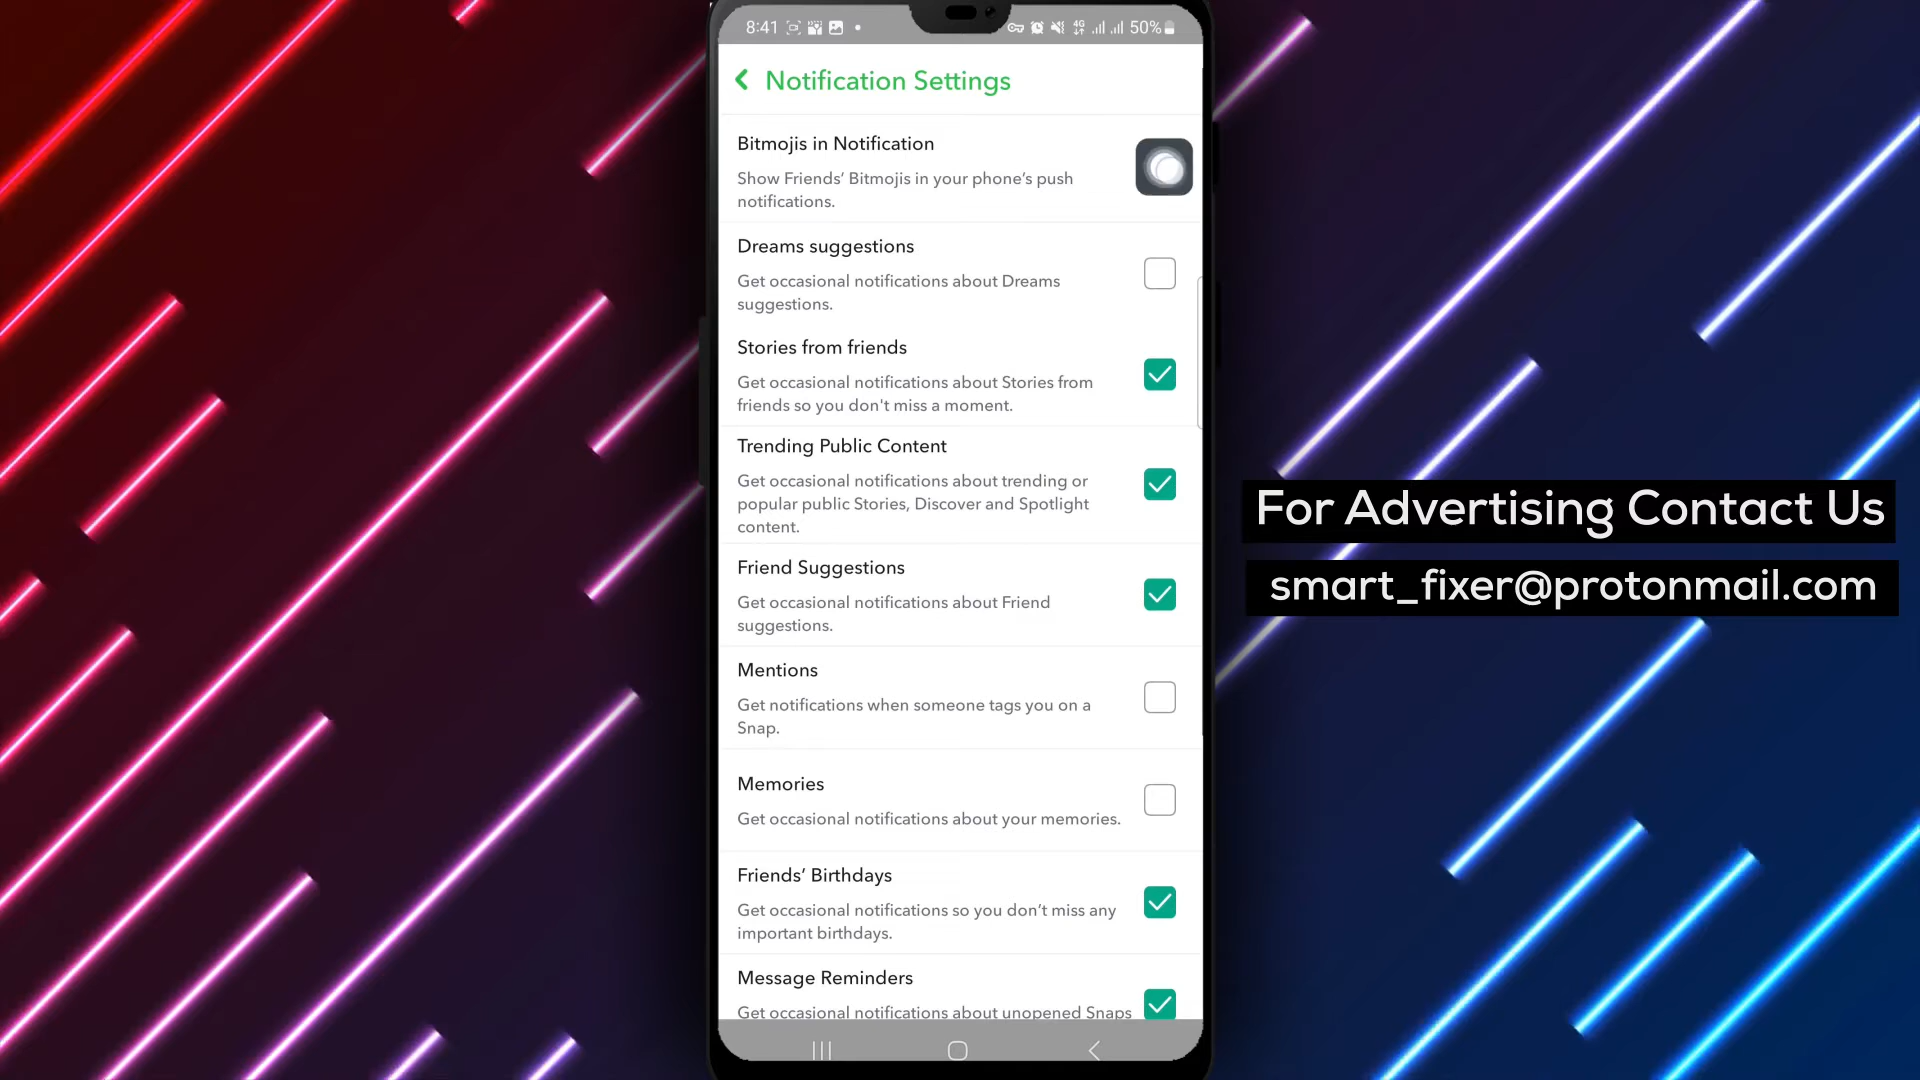 8:41
4G
50%
Notification Settings
Bitmojis in Notification
Show Friends’ Bitmojis in your phone’s push
notifications.
Dreams suggestions
Get occasional notifications about Dreams
suggestions.
Stories from friends
Get occasional notifications about Stories from
friends so you don't miss a moment.
Trending Public Content
Get occasional notifications about trending or
popular public Stories, Discover and Spotlight
content.
Friend Suggestions
Get occasional notifications about Friend
suggestions.
Mentions
Get notifications when someone tags you on a
Snap.
Memories
Get occasional notifications about your memories.
Friends’ Birthdays
Get occasional notifications so you don’t miss any
important birthdays.
Message Reminders
Get occasional notifications about unopened Snaps
For Advertising Contact Us
smart_fixer@protonmail.com